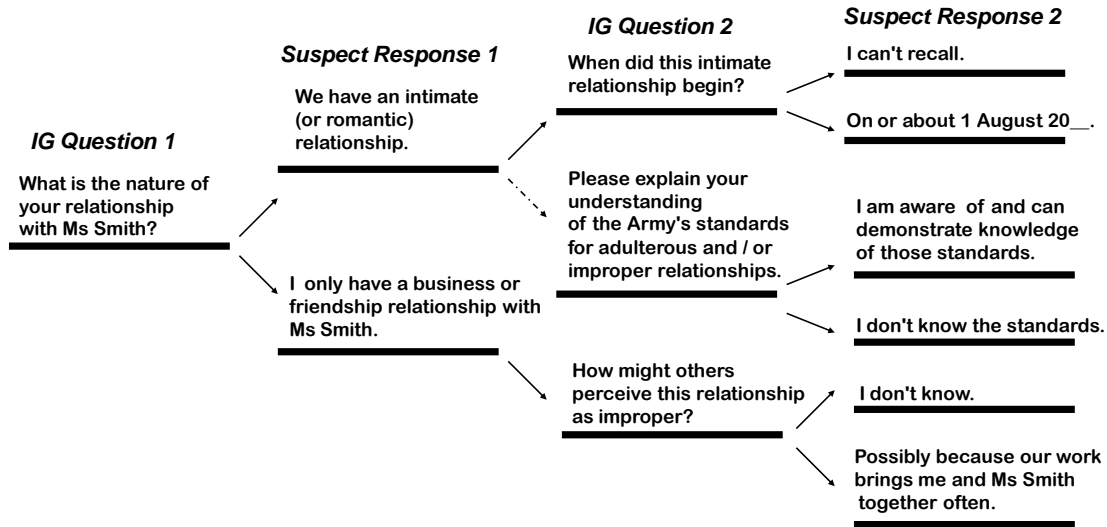 IG Question 1
What is the nature of
your relationship
with Ms Smith?
Suspect Response 1
We have an intimate
(or romantic)
relationship.
I only have a business or
friendship relationship with
Ms Smith.
IG Question 2
When did this intimate
relationship begin?
Please explain your
understanding
of the Army's standards
for adulterous and / or
improper relationships.
How might others
perceive this relationship
as improper?
Suspect Response 2
I can't recall.
On or about 1 August 20__.
I am aware of and can
demonstrate knowledge
of those standards.
I don't know the standards.
I don't know.
Possibly because our work
brings me and Ms Smith
together often.